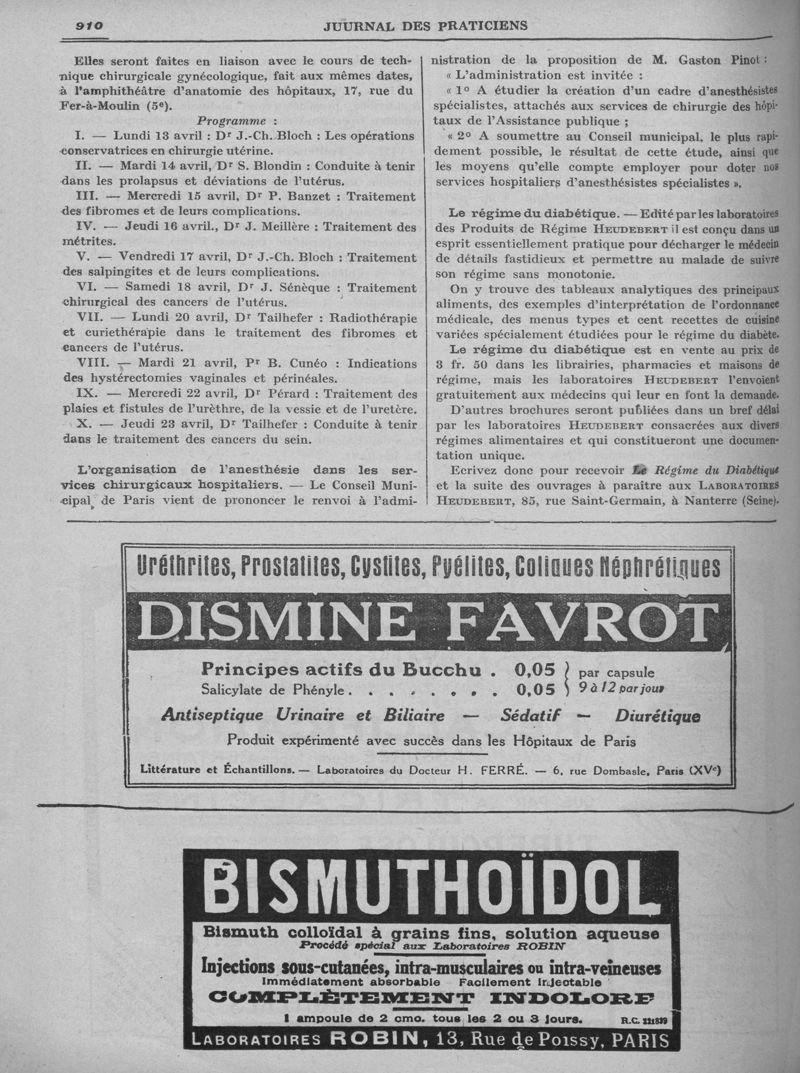 910
JUURNAL DES PRATICIENS
Elles seront faites en liaison avec le cours de tech-
nique chirurgicale gynécologique, fait aux mêmes dates,
à l'amphithéâtre d'anatomie des hôpitaux, 17, rue du
Fer-à-Moulin (5e).
Programme :
I. — Lundi 13 avril : Dr J.-Ch. Bloch : Les opérations
conservatrices en chirurgie utérine.
II. — Mardi 14 avril, Dr S. Blondin : Conduite à tenir
dans les prolapsus et déviations de l'utérus.
III. — Mercredi 15 avril, Dr P. Banzet : Traitement
des fibromes et de leurs complications.
IV. — Jeudi 16 avril., Dr J. Meillère : Traitement des
métrites.
V. — Vendredi 17 avril, Dr J.-Ch. Bloch : Traitement
des salpingites et de leurs complications.
VI. — Samedi 18 avril, Dr J. Sénèque : Traitement
chirurgical des cancers de l'utérus.
VII. — Lundi 20 avril, Dr Tailhefer : Radiothérapie
et curiethérapie dans le traitement des fibromes et
cancers de l'utérus.
VIII. — Mardi 21 avril, Pr B. Cunéo : Indications
des hystérectomies vaginales et périnéales.
IX. — Mercredi 22 avril, Dr Pérard : Traitement des
plaies et fistules de l'urèthre, de la vessie et de l'uretère.
X. — Jeudi 23 avril, Dr Tailhefer : Conduite à tenir
dans le traitement des cancers du sein.
L'organisation de l'anesthésie dans les ser-
vices chirurgicaux hospitaliers. — Le Conseil Muni-
cipal de Paris vient de prononcer le renvoi à l'admi-
nistration de la proposition de M. Gaston Pinot :
« L'administration est invitée :
« 1o A étudier la création d'un cadre d'anesthésistes
spécialistes, attachés aux services de chirurgie des hôpi-
taux de l'Assistance publique ;
« 2o A soumettre au Conseil municipal, le plus rapi-
dement possible, le résultat de cette étude, ainsi que
les moyens qu'elle compte employer pour doter nos
services hospitaliers d'anesthésistes spécialistes ».
Le régime du diabétique. — Edité par les laboratoires
des Produits de Régime HEUDEBERT il est conçu dans un
esprit essentiellement pratique pour décharger le médecin
de détails fastidieux et permettre au malade de suivre
son régime sans monotonie.
On y trouve des tableaux analytiques des principaux
aliments, des exemples d'interprétation de l'ordonnance
médicale, des menus types et cent recettes de cuisine
variées spécialement étudiées pour le régime du diabète.
Le régime du diabétique est en vente au prix de
3 fr. 50 dans les librairies, pharmacies et maisons de
régime, mais les laboratoires HEUDEBERT l'envoient
gratuitement aux médecins qui leur en font la demande.
D'autres brochures seront publiées dans un bref délai
par les laboratoires HEUDEBERT consacrées aux divers
régimes alimentaires et qui constitueront une documen-
tation unique.
Ecrivez donc pour recevoir Le Régime du Diabétique
et la suite des ouvrages à paraître aux LABORATOIRES
HEUDEBERT, 85, rue Saint-Germain, à Nanterre (Seine).
Uréthrites, Prostatites, Cystites, Pyélites, Coliques Néphrétiques
DISMINE FAVROT
Principes actifs du Bucchu . 0,05 } par capsule
Salicylate de Phényle . . . . . . . . 0,05 } 9 à 12 par jour
Antiseptique Urinaire et Biliaire — Sédatif — Diurétique
Produit expérimenté avec succès dans les Hôpitaux de Paris
Littérature et Échantillons. — Laboratoires du Docteur H. FERRÉ. — 6, rue Dombasle, Paris (XVe)
BISMUTHOÏDOL
Bismuth colloïdal à grains fins, solution aqueuse
Procédé spécial aux Laboratoires ROBIN
Injections sous-cutanées, intra-musculaires ou intra-veineuses
Immédiatement absorbable Facilement injectable
COMPLÈTEMENT INDOLORE
1 ampoule de 2 cmc. tous les 2 ou 3 jours. R.C. 221839
LABORATOIRES ROBIN, 13, Rue de Poissy, PARIS